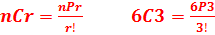 nCr = nPr / r!    6C3 = 6P3 / 3!